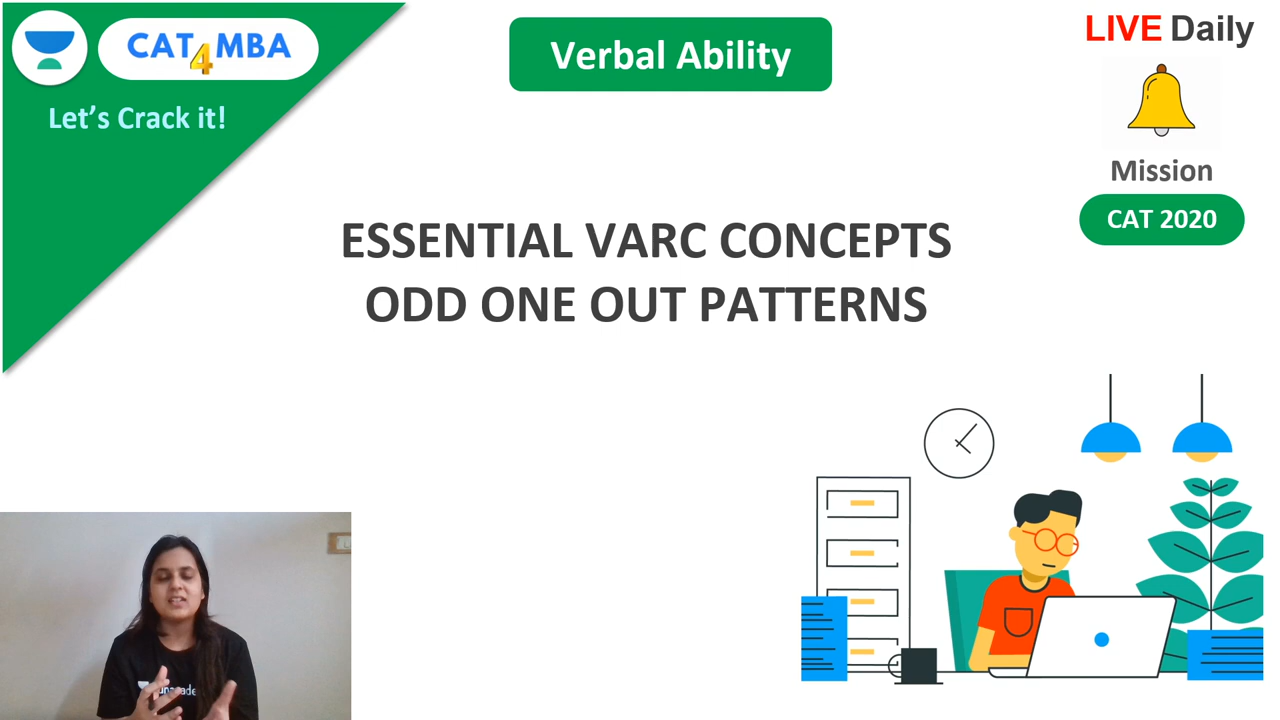 CAT4MBA
Let’s Crack it!
Verbal Ability
LIVE Daily
Mission
CAT 2020
ESSENTIAL VARC CONCEPTS
ODD ONE OUT PATTERNS